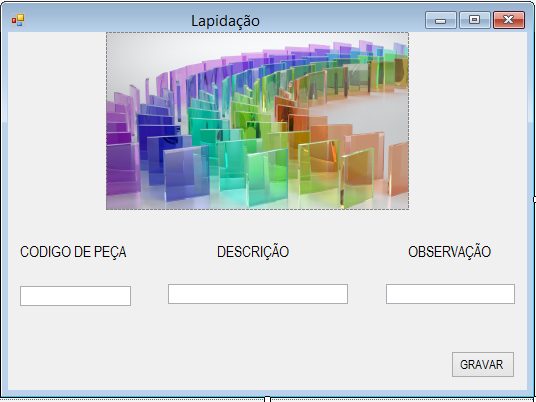 Lapidação
CODIGO DE PEÇA DESCRIÇÃO OBSERVAÇÃO
GRAVAR